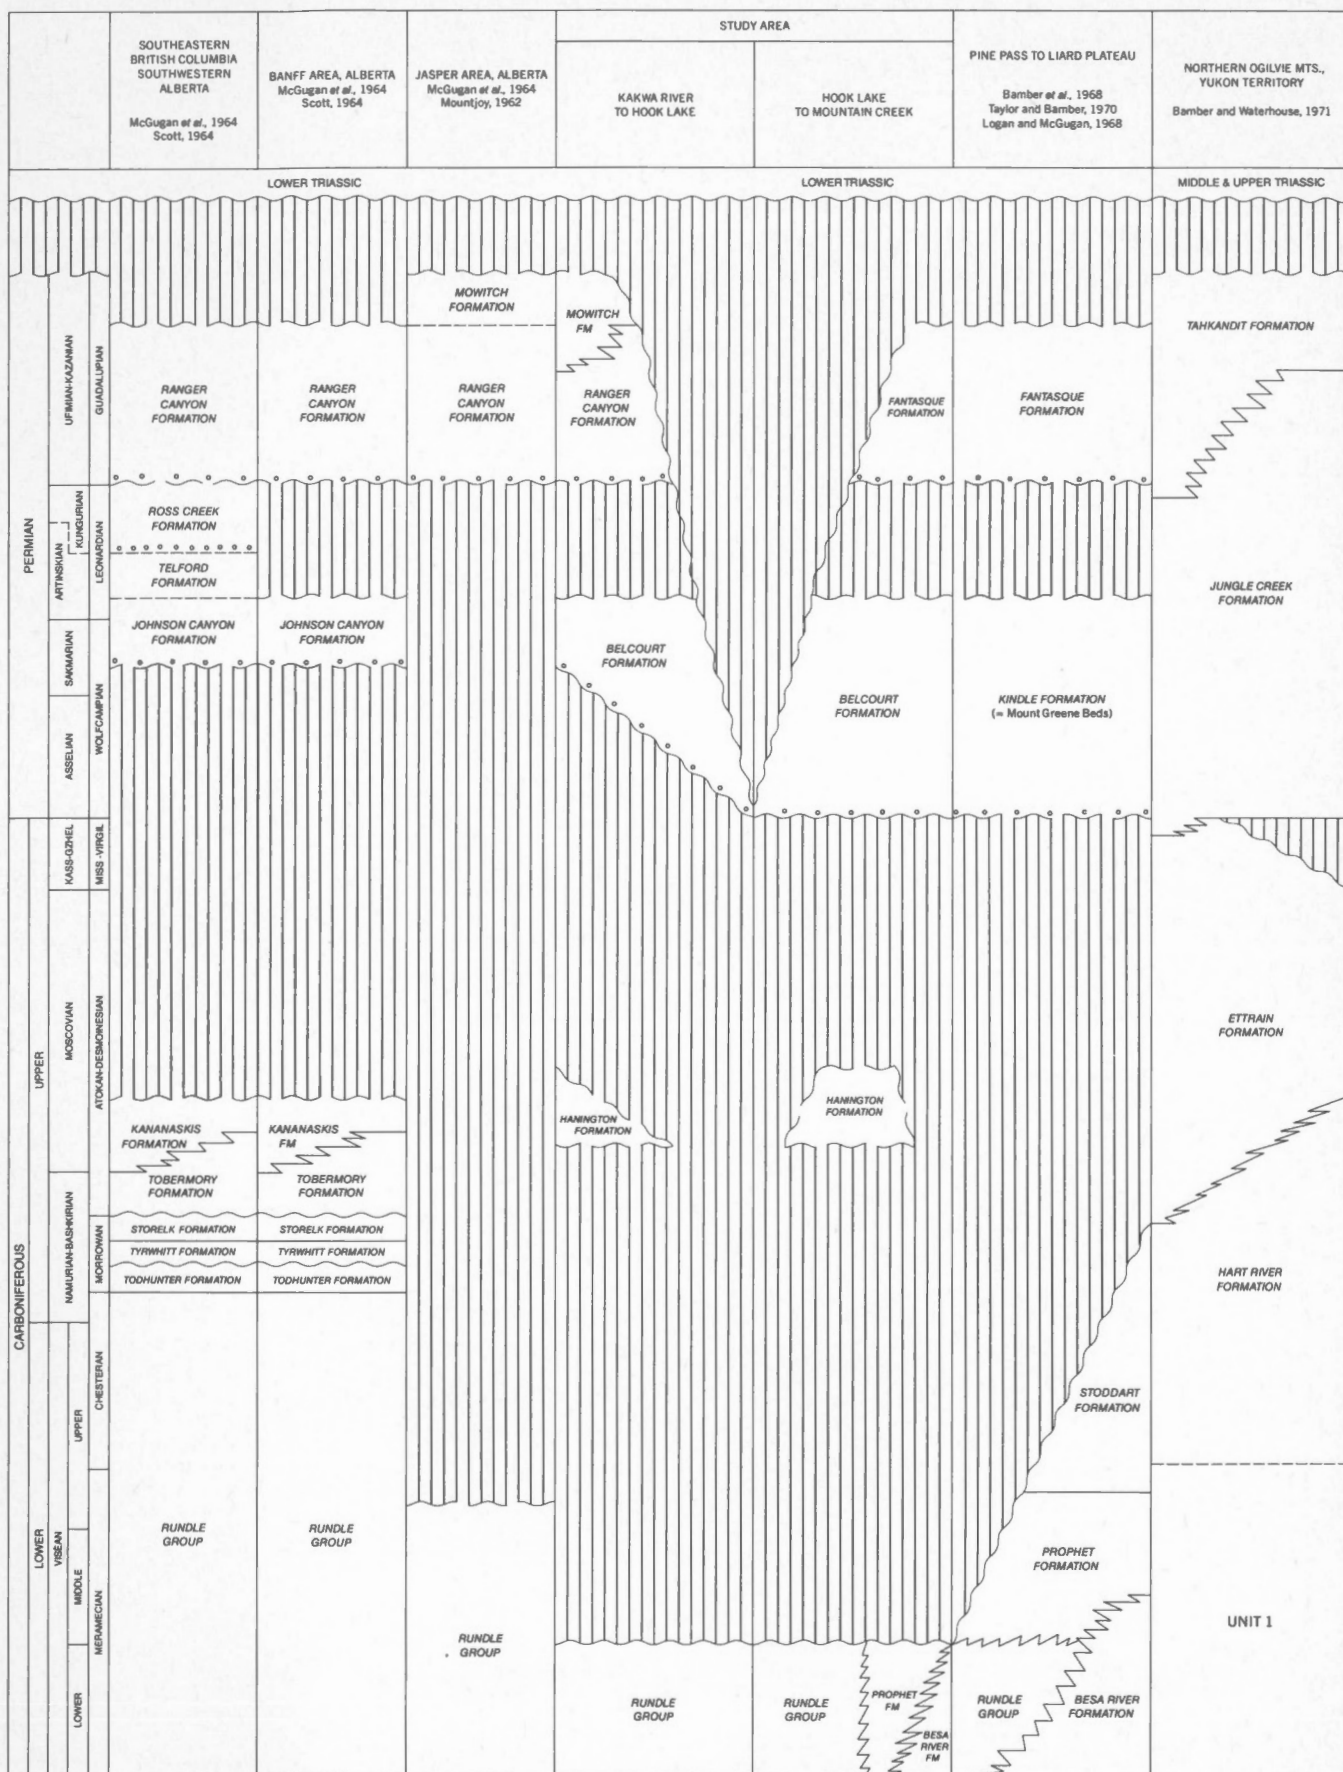 STUDY AREA
SOUTHEASTERN
BRITISH COLUMBIA
SOUTHWESTERN
ALBERTA
McGugan et al., 1964
Scott, 1964
BANFF AREA, ALBERTA
McGugan et al., 1964
Scott, 1964
JASPER AREA, ALBERTA
McGugan et al., 1964
Mountjoy, 1962
KAKWA RIVER
TO HOOK LAKE
HOOK LAKE
TO MOUNTAIN CREEK
PINE PASS TO LIARD PLATEAU
Bamber et al., 1968
Taylor and Bamber, 1970
Logan and McGugan, 1968
NORTHERN OGILVIE MTS.,
YUKON TERRITORY
Bamber and Waterhouse, 1971
LOWER TRIASSIC
LOWER TRIASSIC
MIDDLE & UPPER TRIASSIC
PERMIAN
UFIMIAN-KAZANIAN
KUNGURIAN
ARTINSKIAN
SAKMARIAN
ASSELIAN
GUADALUPIAN
LEONARDIAN
WOLFCAMPIAN
CARBONIFEROUS
UPPER
KASS-GZHEL
MOSCOVIAN
NAMURIAN-BASHKIRIAN
MISS-VIRGIL
ATOKAN-DESMOINESIAN
MORROWAN
LOWER
VISÉAN
UPPER
MIDDLE
LOWER
CHESTERAN
MERAMECIAN
RANGER
CANYON
FORMATION
ROSS CREEK
FORMATION
TELFORD
FORMATION
JOHNSON CANYON
FORMATION
KANANASKIS
FORMATION
TOBERMORY
FORMATION
STORELK FORMATION
TYRWHITT FORMATION
TODHUNTER FORMATION
RUNDLE
GROUP
RANGER
CANYON
FORMATION
JOHNSON CANYON
FORMATION
KANANASKIS
FM
TOBERMORY
FORMATION
STORELK FORMATION
TYRWHITT FORMATION
TODHUNTER FORMATION
RUNDLE
GROUP
MOWITCH
FORMATION
RANGER
CANYON
FORMATION
RUNDLE
GROUP
MOWITCH
FM
RANGER
CANYON
FORMATION
BELCOURT
FORMATION
HANINGTON
FORMATION
RUNDLE
GROUP
FANTASQUE
FORMATION
BELCOURT
FORMATION
HANINGTON
FORMATION
RUNDLE
GROUP
PROPHET
FM
BESA
RIVER
FM
FANTASQUE
FORMATION
KINDLE FORMATION
(= Mount Greene Beds)
STODDART
FORMATION
PROPHET
FORMATION
RUNDLE
GROUP
BESA RIVER
FORMATION
TAHKANDIT FORMATION
JUNGLE CREEK
FORMATION
ETTRAIN
FORMATION
HART RIVER
FORMATION
UNIT 1